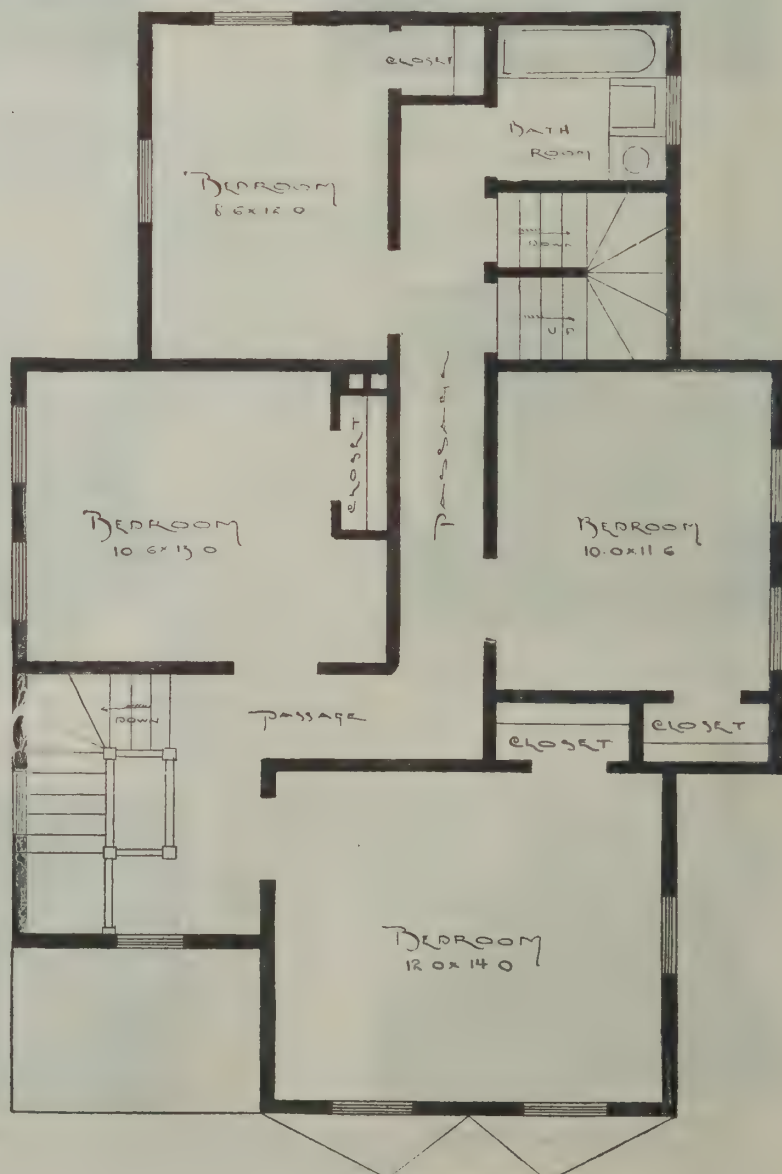 CLOSET
BATH
ROOM
BEDROOM
8 6 x 12 0
DOWN
UP
PASSAGE
CLOSET
BEDROOM
10 6 x 13 0
BEDROOM
10.0 x 11 6
DOWN
PASSAGE
CLOSET
CLOSET
BEDROOM
12 0 x 14 0